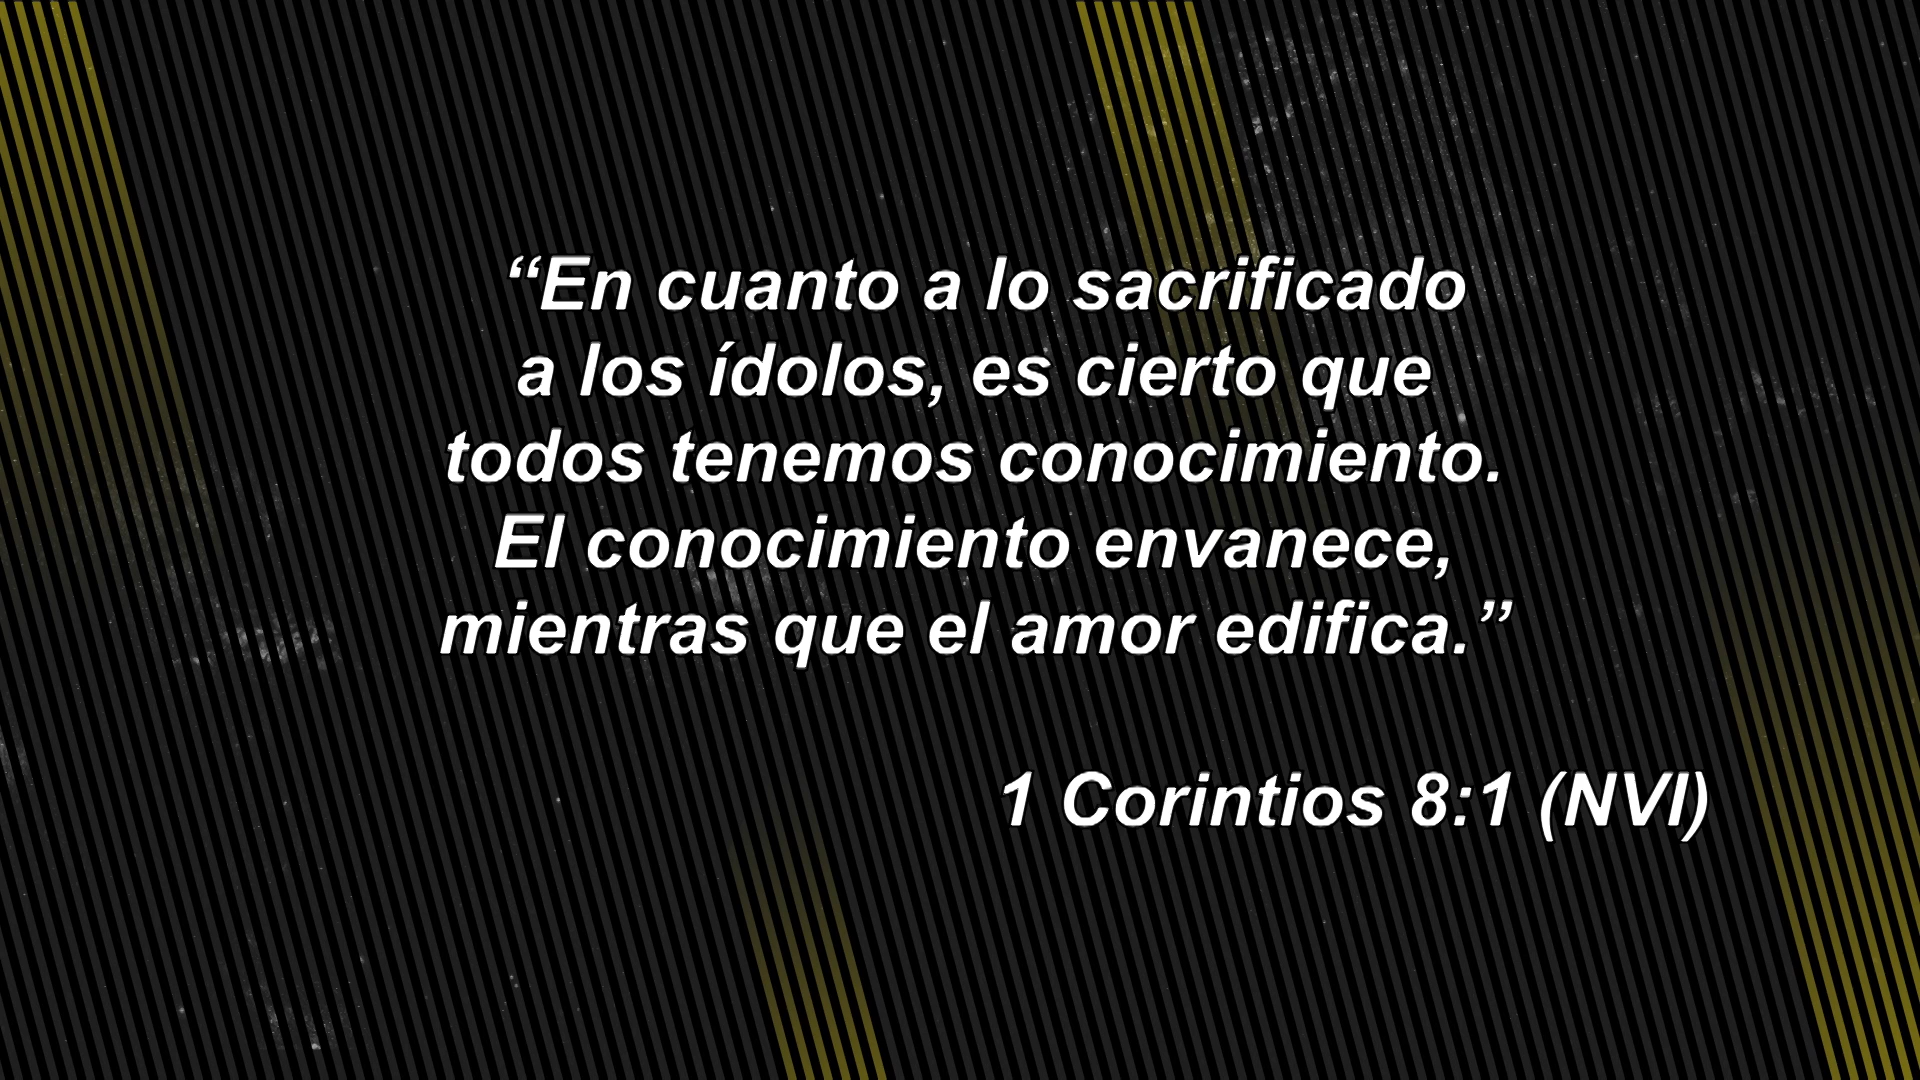 “En cuanto a lo sacrificado
a los ídolos, es cierto que
todos tenemos conocimiento.
El conocimiento envanece,
mientras que el amor edifica.”
1 Corintios 8:1 (NVI)